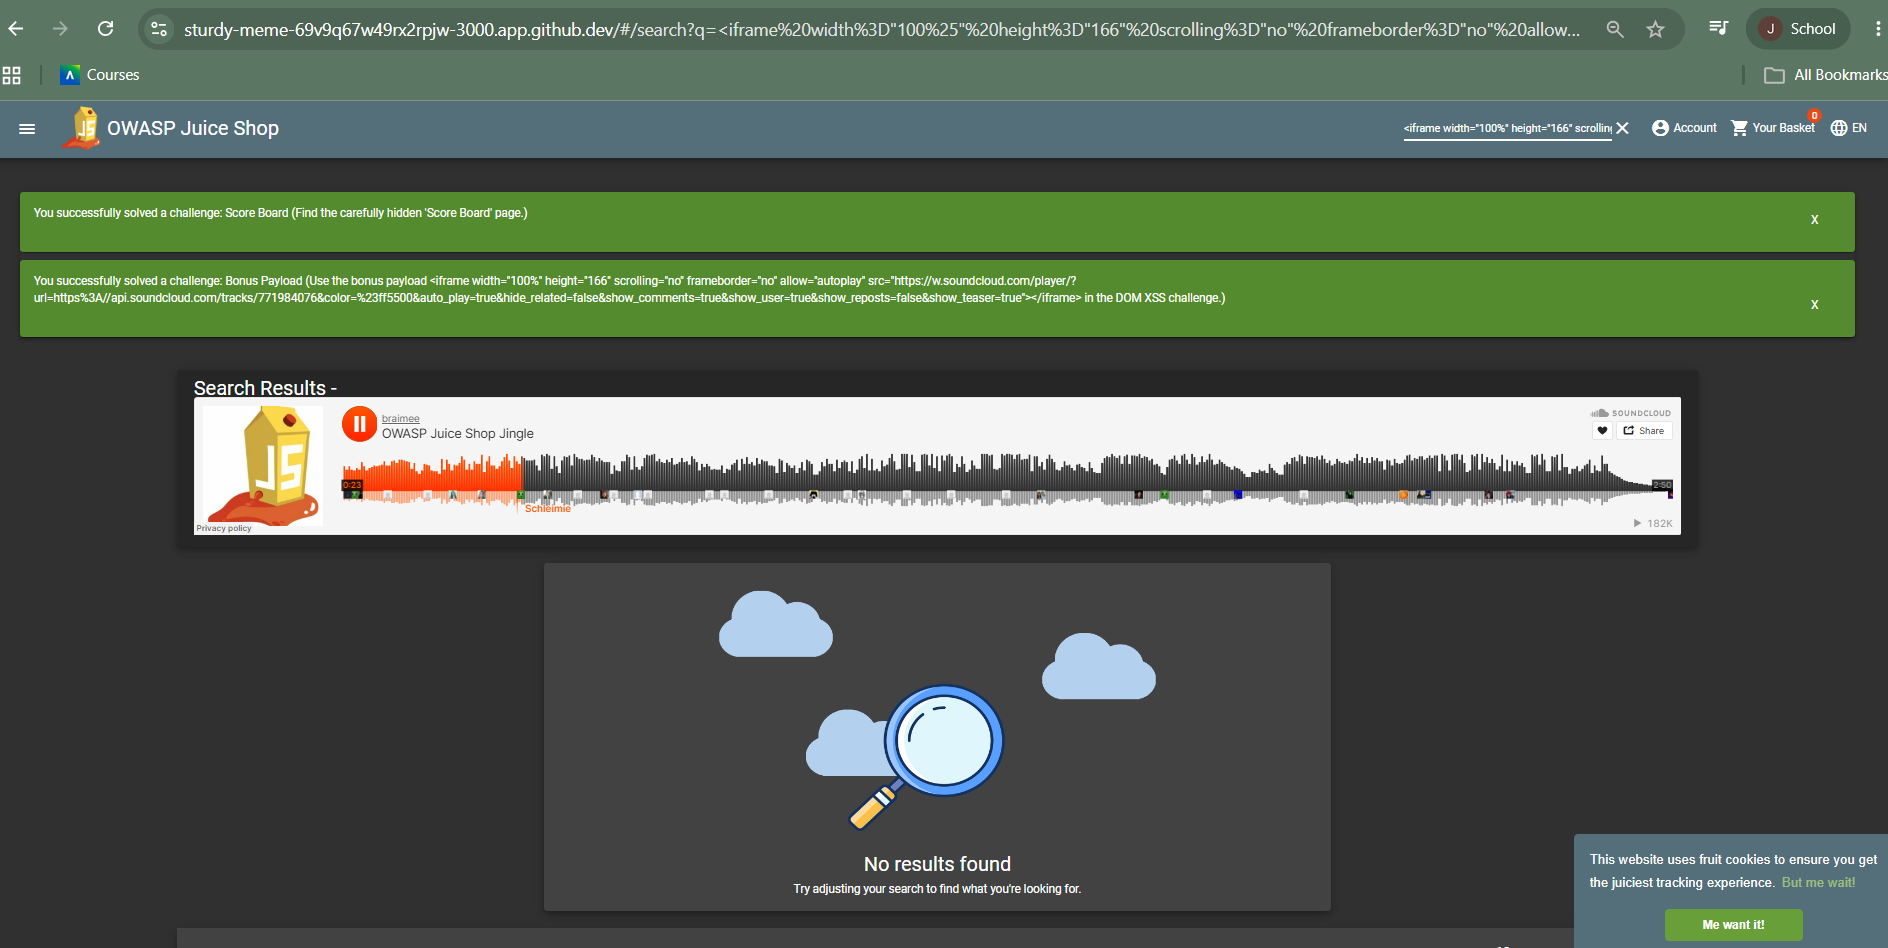 sturdy-meme-69v9q67w49rx2rpjw-3000.app.github.dev/#/search?q=<iframe%20width%3D"100%25"%20height%3D"166"%20scrolling%3D"no"%20frameborder%3D"no"%20allow...
J School
Courses
All Bookmarks
JS OWASP Juice Shop
<iframe width="100%" height="166" scrolling
Account
0
Your Basket
EN
You successfully solved a challenge: Score Board (Find the carefully hidden 'Score Board' page.)
X
You successfully solved a challenge: Bonus Payload (Use the bonus payload <iframe width="100%" height="166" scrolling="no" frameborder="no" allow="autoplay" src="https://w.soundcloud.com/player/?
url=https%3A//api.soundcloud.com/tracks/771984076&color=%23ff5500&auto_play=true&hide_related=false&show_comments=true&show_user=true&show_reposts=false&show_teaser=true"></iframe> in the DOM XSS challenge.)
X
Search Results -
JS
braimee
OWASP Juice Shop Jingle
SOUNDCLOUD
Share
0:23
2:50
Schleimie
Privacy policy
182K
No results found
Try adjusting your search to find what you're looking for.
This website uses fruit cookies to ensure you get
the juiciest tracking experience. But me wait!
Me want it!